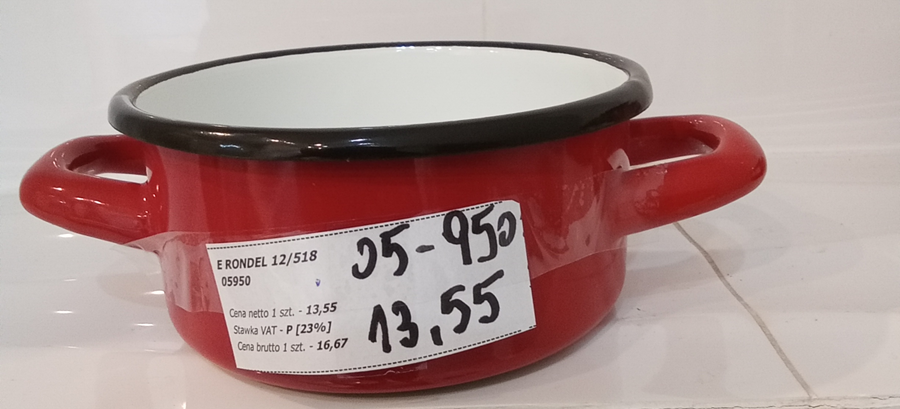 E RONDEL 12/518
05950
05-950
Cena netto 1 szt. - 13,55
Stawka VAT - P [23%]
Cena brutto 1 szt. - 16,67
13,55